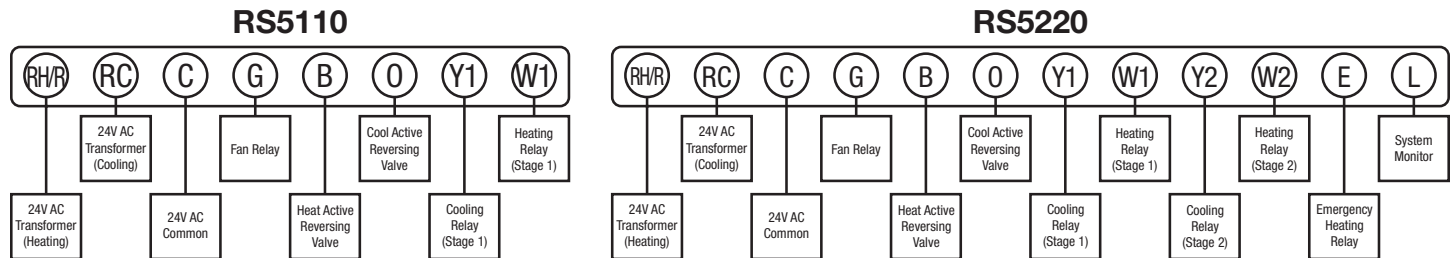 RS5110
RH/R RC C G B O Y1 W1
24V AC
Transformer
(Heating)
24V AC
Transformer
(Cooling)
24V AC
Common
Fan Relay
Heat Active
Reversing
Valve
Cool Active
Reversing
Valve
Cooling
Relay
(Stage 1)
Heating
Relay
(Stage 1)
RS5220
RH/R RC C G B O Y1 W1 Y2 W2 E L
24V AC
Transformer
(Heating)
24V AC
Transformer
(Cooling)
24V AC
Common
Fan Relay
Heat Active
Reversing
Valve
Cool Active
Reversing
Valve
Cooling
Relay
(Stage 1)
Heating
Relay
(Stage 1)
Cooling
Relay
(Stage 2)
Heating
Relay
(Stage 2)
Emergency
Heating
Relay
System
Monitor